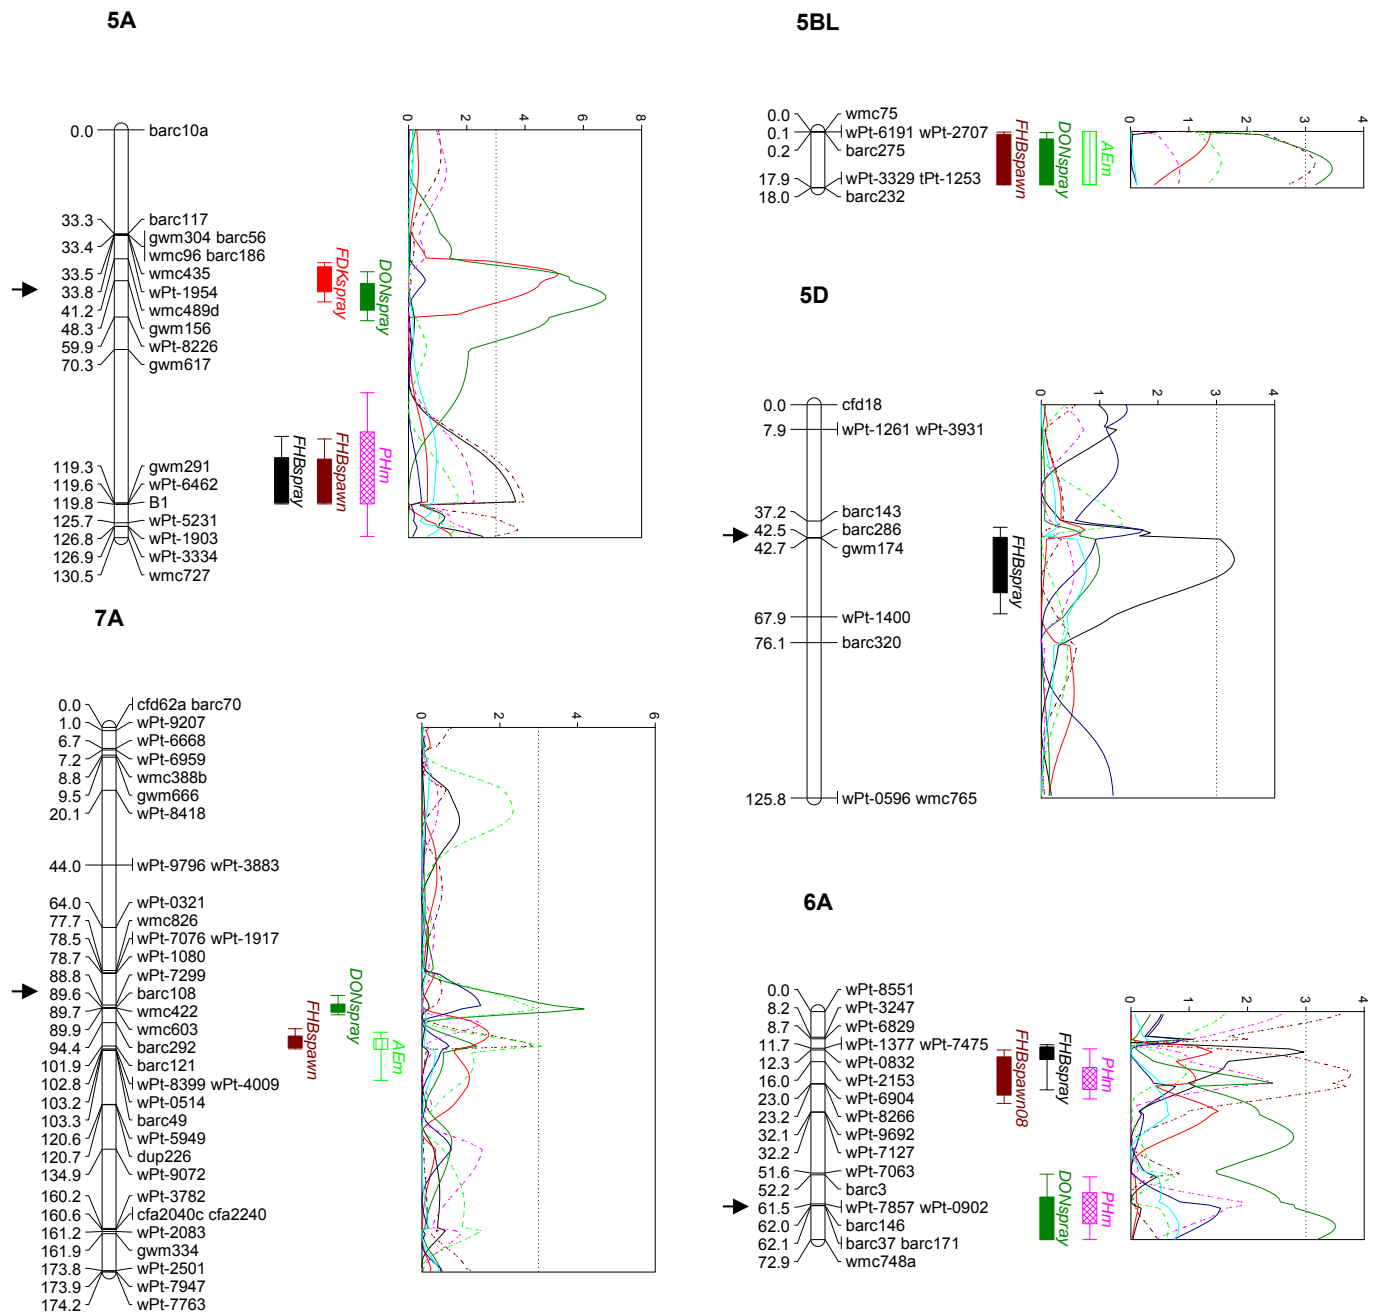 5A
0.0 barc10a
33.3 barc117
33.4 gwm304 barc56
wmc96 barc186
33.5 wmc435
33.8 wPt-1954
41.2 wmc489d
48.3 gwm156
59.9 wPt-8226
70.3 gwm617
119.3 gwm291
119.6 wPt-6462
119.8 B1
125.7 wPt-5231
126.8 wPt-1903
126.9 wPt-3334
130.5 wmc727
FDKspray
DONspray
FHBspray
FHBspawn
PHm
0 2 4 6 8
5BL
0.0 wmc75
0.1 wPt-6191 wPt-2707
0.2 barc275
17.9 wPt-3329 tPt-1253
18.0 barc232
FHBspawn
DONspray
AEm
0 1 2 3 4
5D
0.0 cfd18
7.9 wPt-1261 wPt-3931
37.2 barc143
42.5 barc286
42.7 gwm174
67.9 wPt-1400
76.1 barc320
125.8 wPt-0596 wmc765
FHBspray
0 1 2 3 4
7A
0.0 cfd62a barc70
1.0 wPt-9207
6.7 wPt-6668
7.2 wPt-6959
8.8 wmc388b
9.5 gwm666
20.1 wPt-8418
44.0 wPt-9796 wPt-3883
64.0 wPt-0321
77.7 wmc826
78.5 wPt-7076 wPt-1917
78.7 wPt-1080
88.8 wPt-7299
89.6 barc108
89.7 wmc422
89.9 wmc603
94.4 barc292
101.9 barc121
102.8 wPt-8399 wPt-4009
103.2 wPt-0514
103.3 barc49
120.6 wPt-5949
120.7 dup226
134.9 wPt-9072
160.2 wPt-3782
160.6 cfa2040c cfa2240
161.2 wPt-2083
161.9 gwm334
173.8 wPt-2501
173.9 wPt-7947
174.2 wPt-7763
FHBspawn
DONspray
AEm
0 2 4 6
6A
0.0 wPt-8551
8.2 wPt-3247
8.7 wPt-6829
11.7 wPt-1377 wPt-7475
12.3 wPt-0832
16.0 wPt-2153
23.0 wPt-6904
23.2 wPt-8266
32.1 wPt-9692
32.2 wPt-7127
51.6 wPt-7063
52.2 barc3
61.5 wPt-7857 wPt-0902
62.0 barc146
62.1 barc37 barc171
72.9 wmc748a
FHBspawn08
FHBspray
PHm
DONspray
PHm
0 1 2 3 4